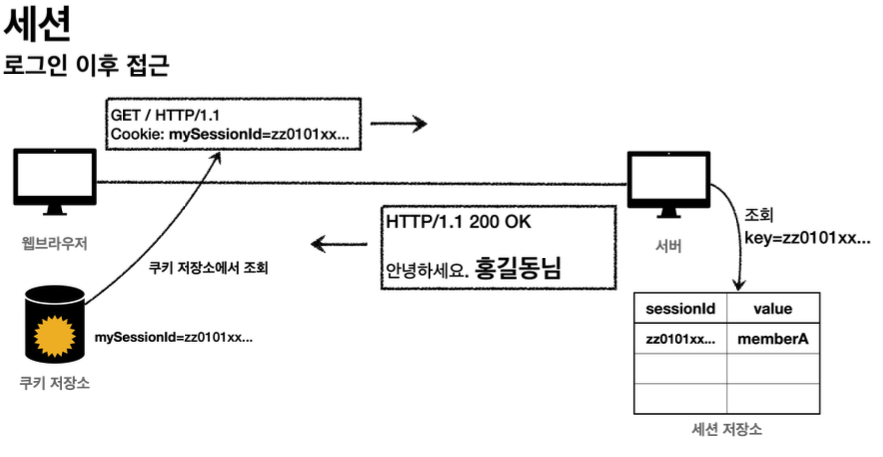 세션
로그인 이후 접근
GET / HTTP/1.1
Cookie: mySessionId=zz0101xx...
웹브라우저
쿠키 저장소에서 조회
mySessionId=zz0101xx...
쿠키 저장소
HTTP/1.1 200 OK
안녕하세요. 홍길동님
서버
조회
key=zz0101xx...
sessionId value
zz0101xx... memberA
세션 저장소